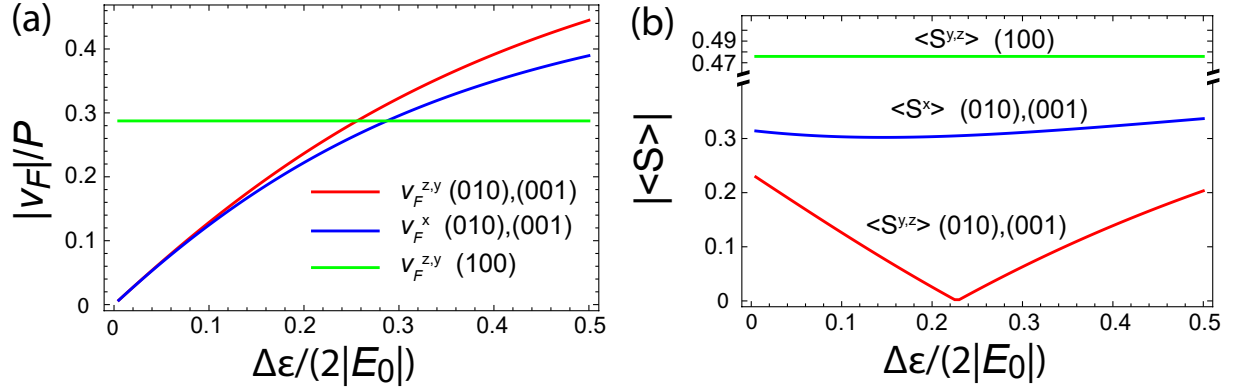 (a)
|v_F|/P
0.4
0.3
0.2
0.1
0
v_F^{z,y} (010),(001)
v_F^x (010),(001)
v_F^{z,y} (100)
0
0.1
0.2
0.3
0.4
0.5
Δε/(2|E_0|)
(b)
|<S>|
0.49
0.47
0.3
0.2
0.1
0
<S^{y,z}> (100)
<S^x> (010),(001)
<S^{y,z}> (010),(001)
0
0.1
0.2
0.3
0.4
0.5
Δε/(2|E_0|)